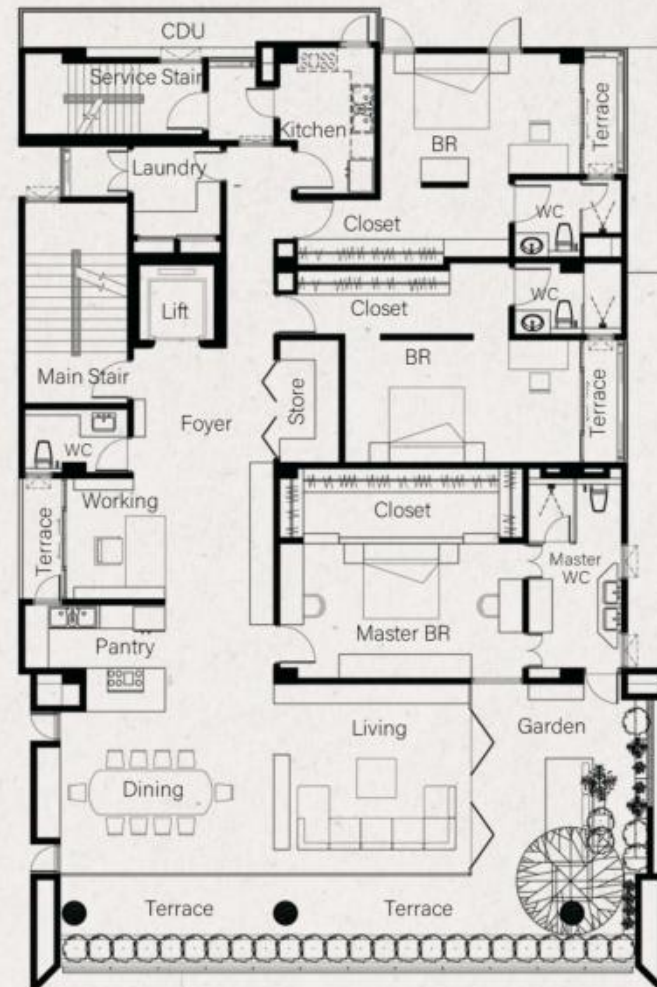 CDU
Service Stair
Kitchen
BR
Terrace
Laundry
WC
Closet
WC
Lift
Closet
BR
Main Stair
Store
Terrace
Foyer
WC
Working
Closet
Terrace
Master
WC
Master BR
Pantry
Living
Garden
Dining
Terrace
Terrace